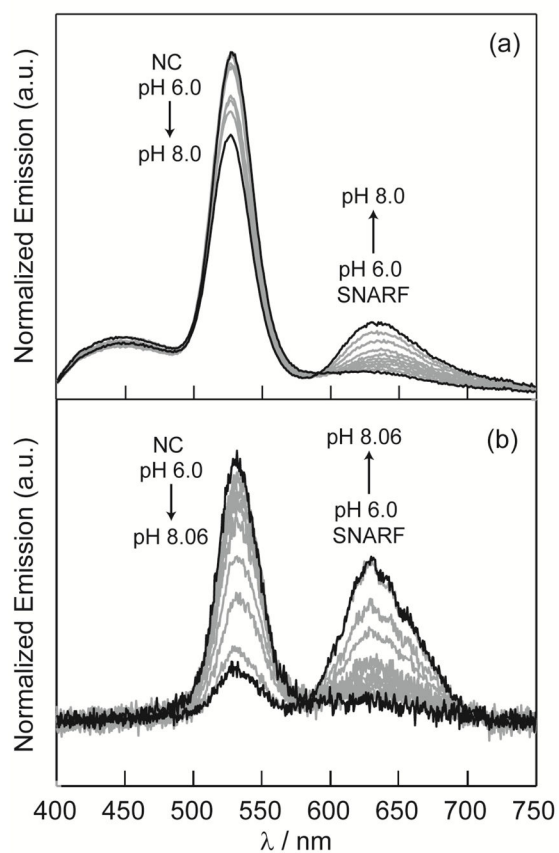 (a)
NC
pH 6.0
pH 8.0
pH 8.0
pH 6.0
SNARF
Normalized Emission (a.u.)
(b)
NC
pH 6.0
pH 8.06
pH 8.06
pH 6.0
SNARF
Normalized Emission (a.u.)
400 450 500 550 600 650 700 750
λ / nm